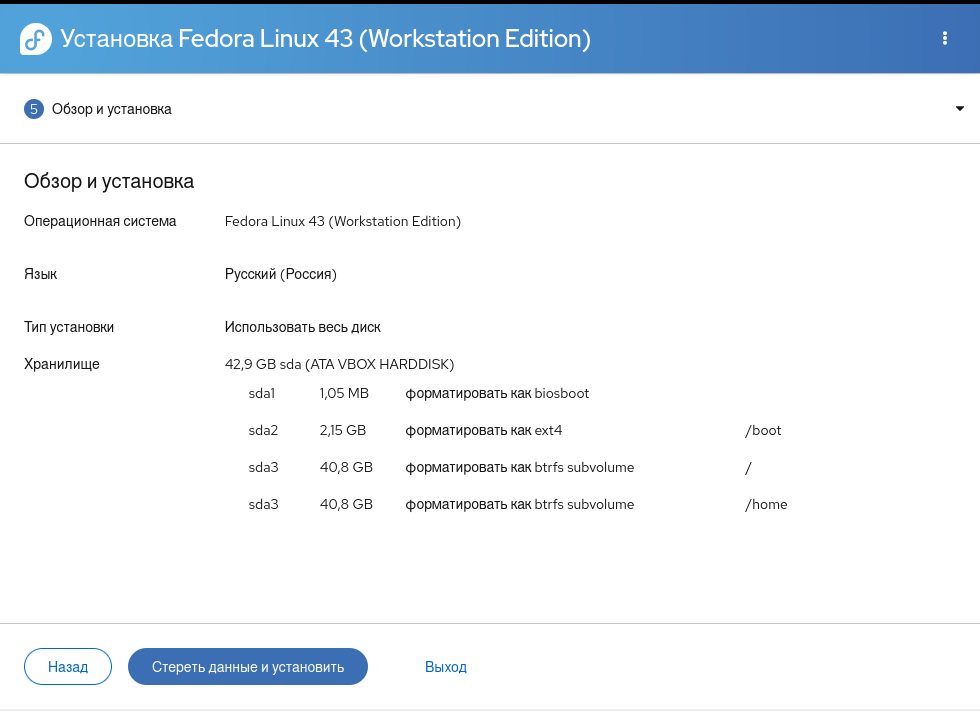 Установка Fedora Linux 43 (Workstation Edition)
5 Обзор и установка
Обзор и установка
Операционная система Fedora Linux 43 (Workstation Edition)
Язык Русский (Россия)
Тип установки Использовать весь диск
Хранилище 42,9 GB sda (ATA VBOX HARDDISK)
sda1 1,05 MB форматировать как biosboot
sda2 2,15 GB форматировать как ext4 /boot
sda3 40,8 GB форматировать как btrfs subvolume /
sda3 40,8 GB форматировать как btrfs subvolume /home
Назад Стереть данные и установить Выход